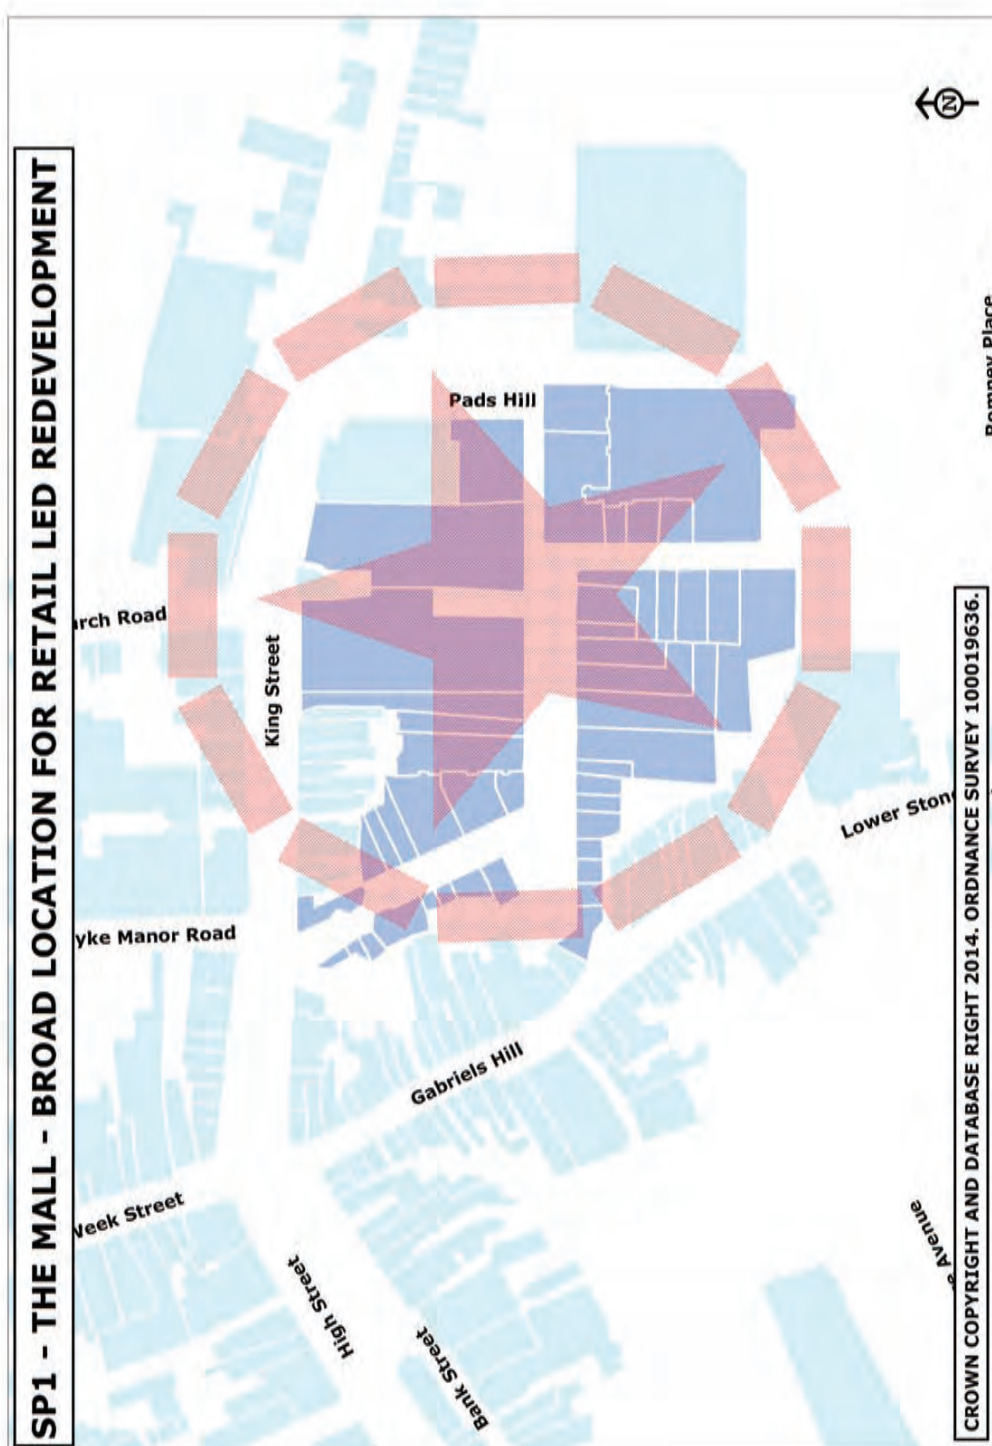 SP1 - THE MALL - BROAD LOCATION FOR RETAIL LED REDEVELOPMENT
N
Pads Hill
Romney Place
rch Road
King Street
yke Manor Road
Lower Ston
Gabriels Hill
Week Street
High Street
Bank Street
Avenue
CROWN COPYRIGHT AND DATABASE RIGHT 2014. ORDNANCE SURVEY 100019636.